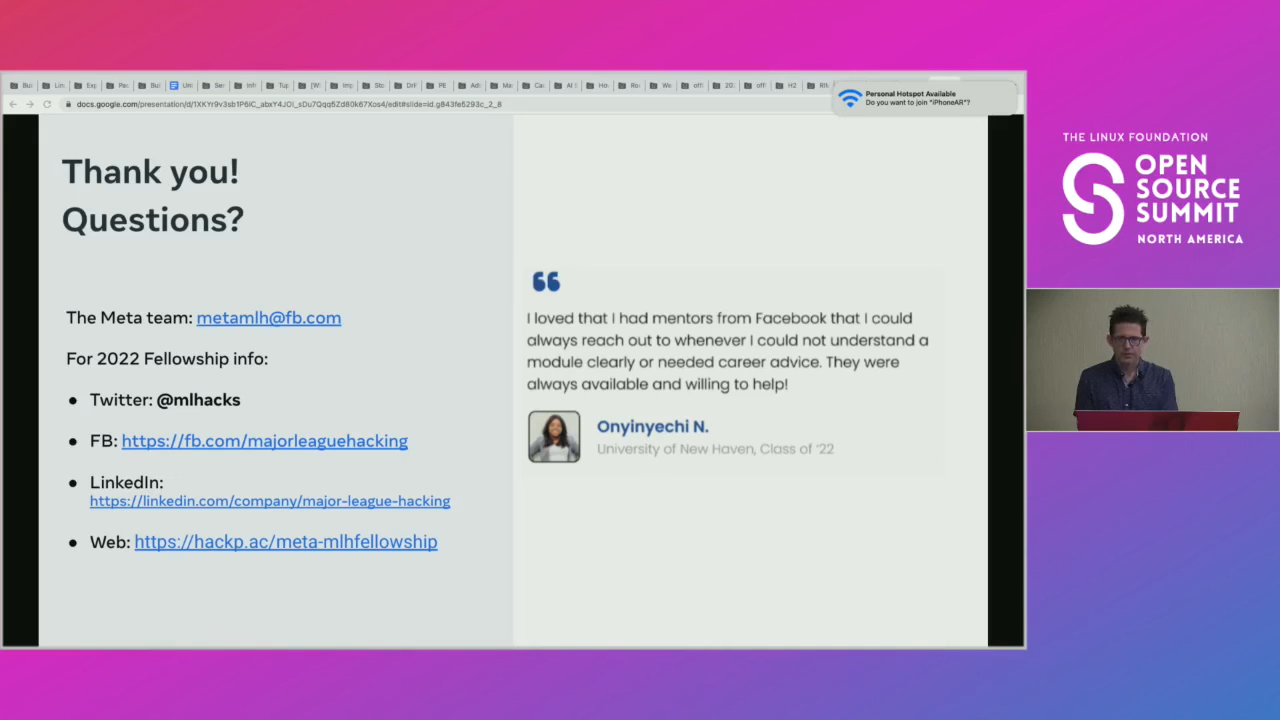 docs.google.com/presentation/d/1XKYr9v3sb1P6iC_abxY4JOl_sDu7Qqq5Zd80k67Xos4/edit#slide=id.g843fe5293c_2_8
Personal Hotspot Available
Do you want to join “iPhoneAR”?
Thank you!
Questions?
The Meta team: metamlh@fb.com
For 2022 Fellowship info:
● Twitter: @mlhacks
● FB: https://fb.com/majorleaguehacking
● LinkedIn:
https://linkedin.com/company/major-league-hacking
● Web: https://hackp.ac/meta-mlhfellowship
I loved that I had mentors from Facebook that I could
always reach out to whenever I could not understand a
module clearly or needed career advice. They were
always available and willing to help!
Onyinyechi N.
University of New Haven, Class of ‘22
THE LINUX FOUNDATION
OPEN
SOURCE
SUMMIT
NORTH AMERICA